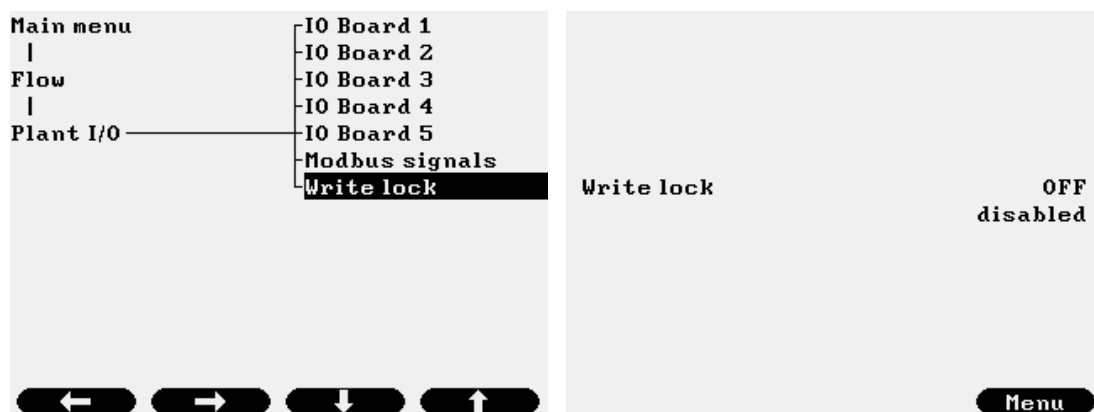 Main menu
IO Board 1
|
IO Board 2
Flow
IO Board 3
|
IO Board 4
Plant I/O
IO Board 5
Modbus signals
Write lock
Write lock OFF
disabled
Menu